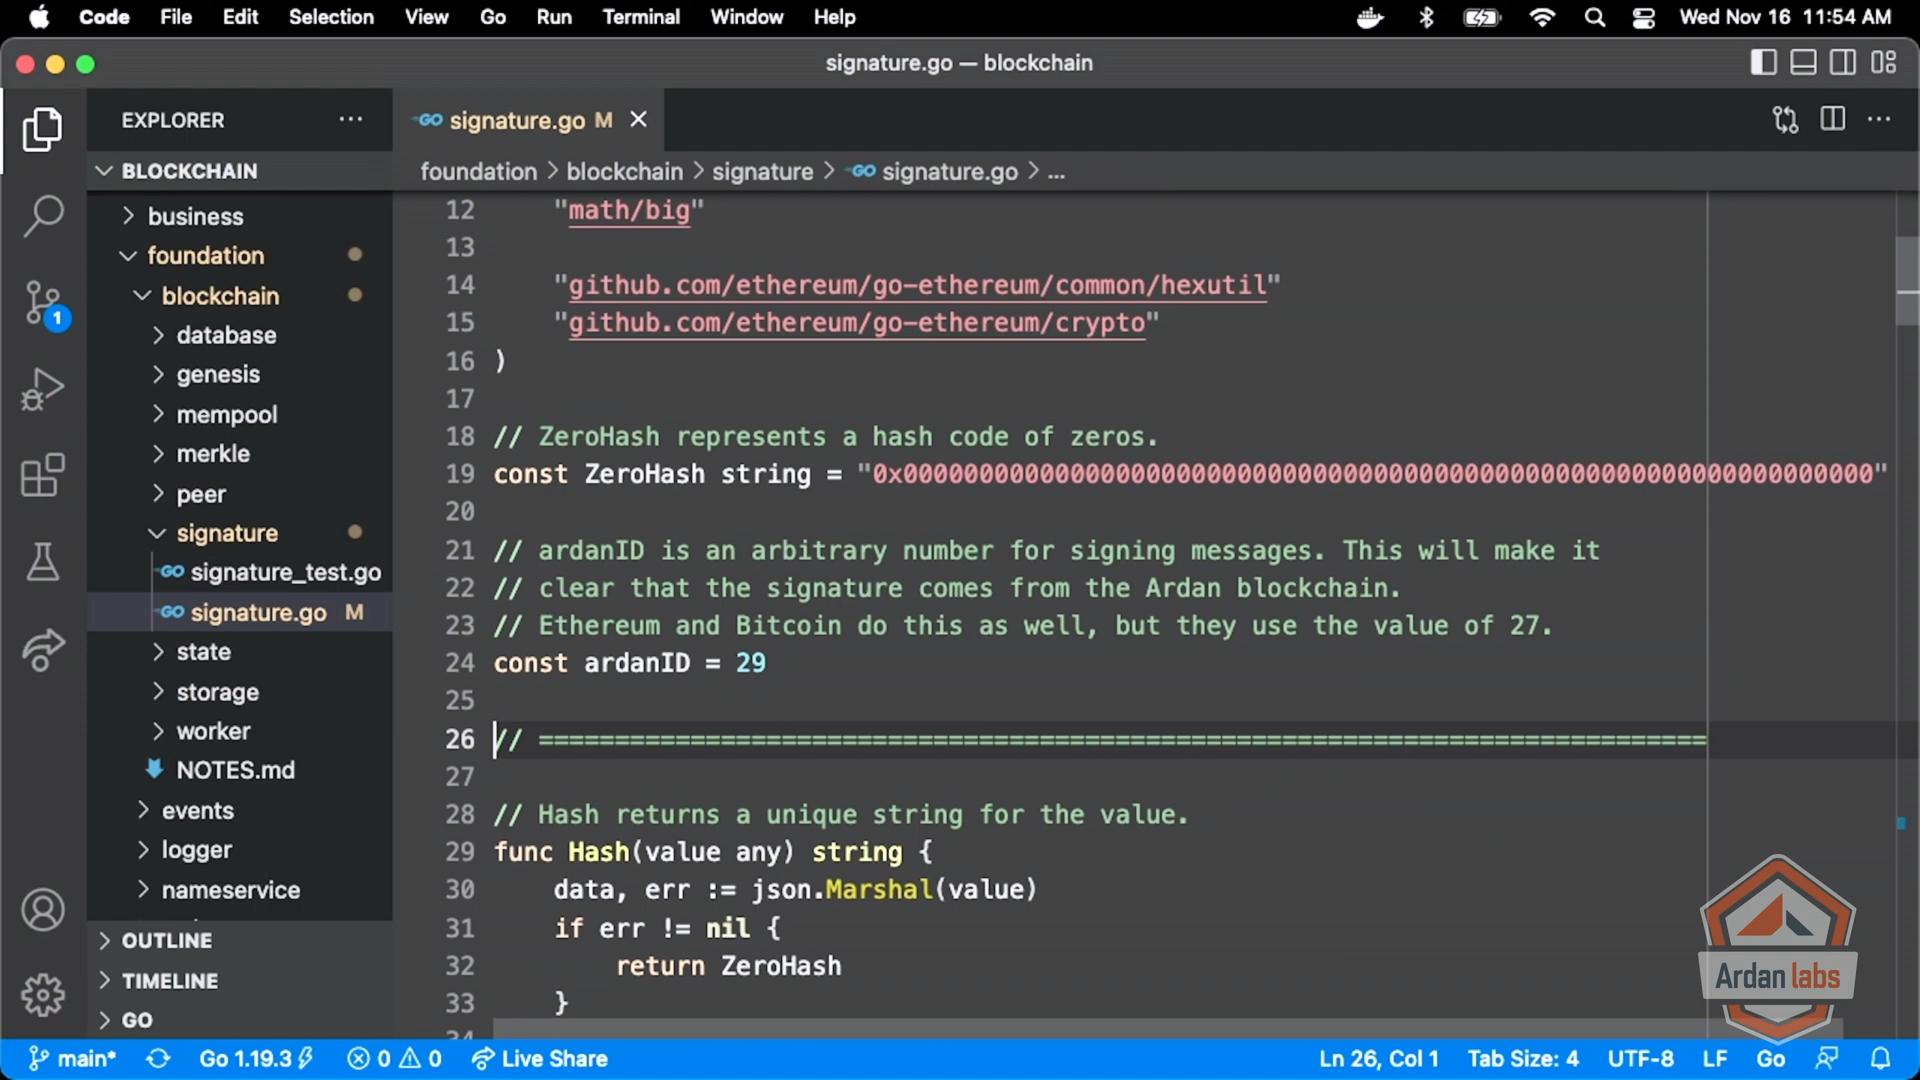 Code File Edit Selection View Go Run Terminal Window Help Wed Nov 16 11:54 AM
signature.go — blockchain
EXPLORER
signature.go M
BLOCKCHAIN
foundation > blockchain > signature > signature.go > ...
business
foundation
blockchain
database
genesis
mempool
merkle
peer
signature
signature_test.go
signature.go M
state
storage
worker
NOTES.md
events
logger
nameservice
OUTLINE
TIMELINE
GO
1
12 "math/big"
13
14 "github.com/ethereum/go-ethereum/common/hexutil"
15 "github.com/ethereum/go-ethereum/crypto"
16 )
17
18 // ZeroHash represents a hash code of zeros.
19 const ZeroHash string = "0x0000000000000000000000000000000000000000000000000000000000000000"
20
21 // ardanID is an arbitrary number for signing messages. This will make it
22 // clear that the signature comes from the Ardan blockchain.
23 // Ethereum and Bitcoin do this as well, but they use the value of 27.
24 const ardanID = 29
25
26 // =============================================================================
27
28 // Hash returns a unique string for the value.
29 func Hash(value any) string {
30 data, err := json.Marshal(value)
31 if err != nil {
32 return ZeroHash
33 }
Ardan labs
main* Go 1.19.3 0 0 Live Share Ln 26, Col 1 Tab Size: 4 UTF-8 LF Go